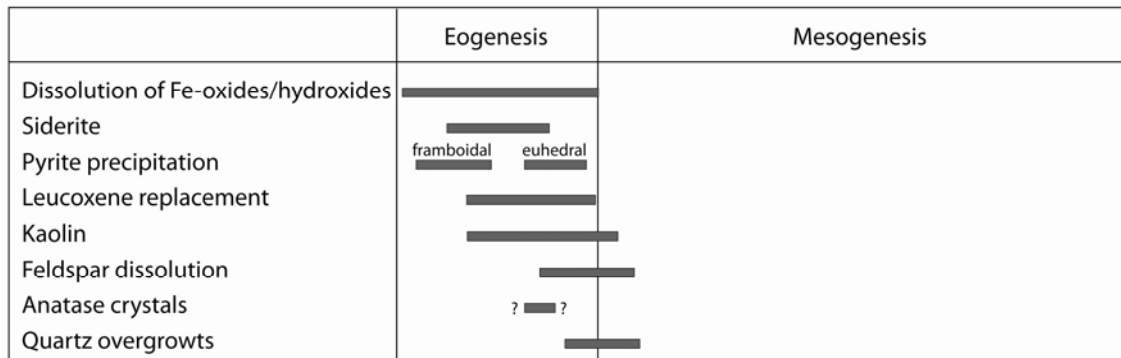 Eogenesis Mesogenesis
Dissolution of Fe-oxides/hydroxides
Siderite
framboidal euhedral
Pyrite precipitation
Leucoxene replacement
Kaolin
Feldspar dissolution
Anatase crystals ? ?
Quartz overgrowts